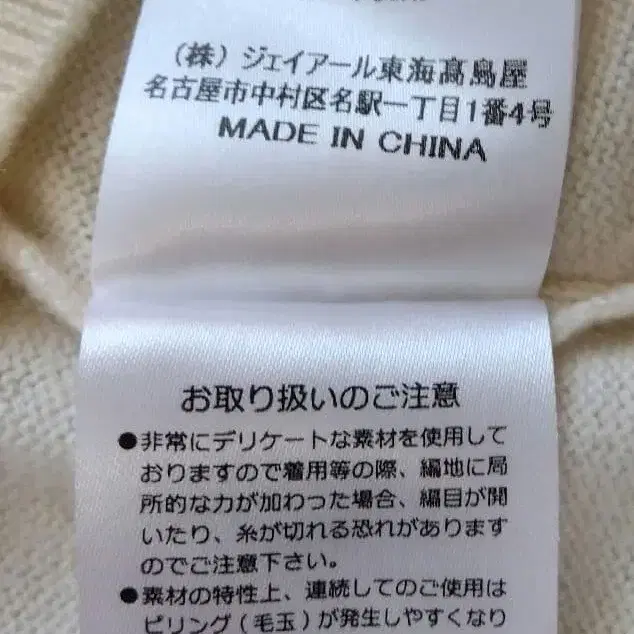 (株)ジェイアール東海髙島屋
名古屋市中村区名駅一丁目1番4号
MADE IN CHINA
お取り扱いのご注意
●非常にデリケートな素材を使用して
おりますので着用等の際、編地に局
所的な力が加わった場合、編目が開
いたり、糸が切れる恐れがあります
のでご注意下さい。
●素材の特性上、連続してのご使用は
ピリング(毛玉)が発生しやすくなり